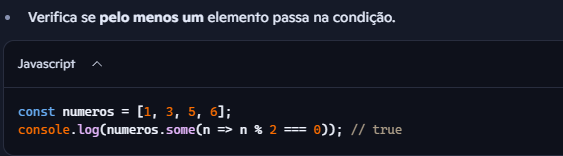 Verifica se pelo menos um elemento passa na condição.
Javascript
const numeros = [1, 3, 5, 6];
console.log(numeros.some(n => n % 2 === 0)); // true